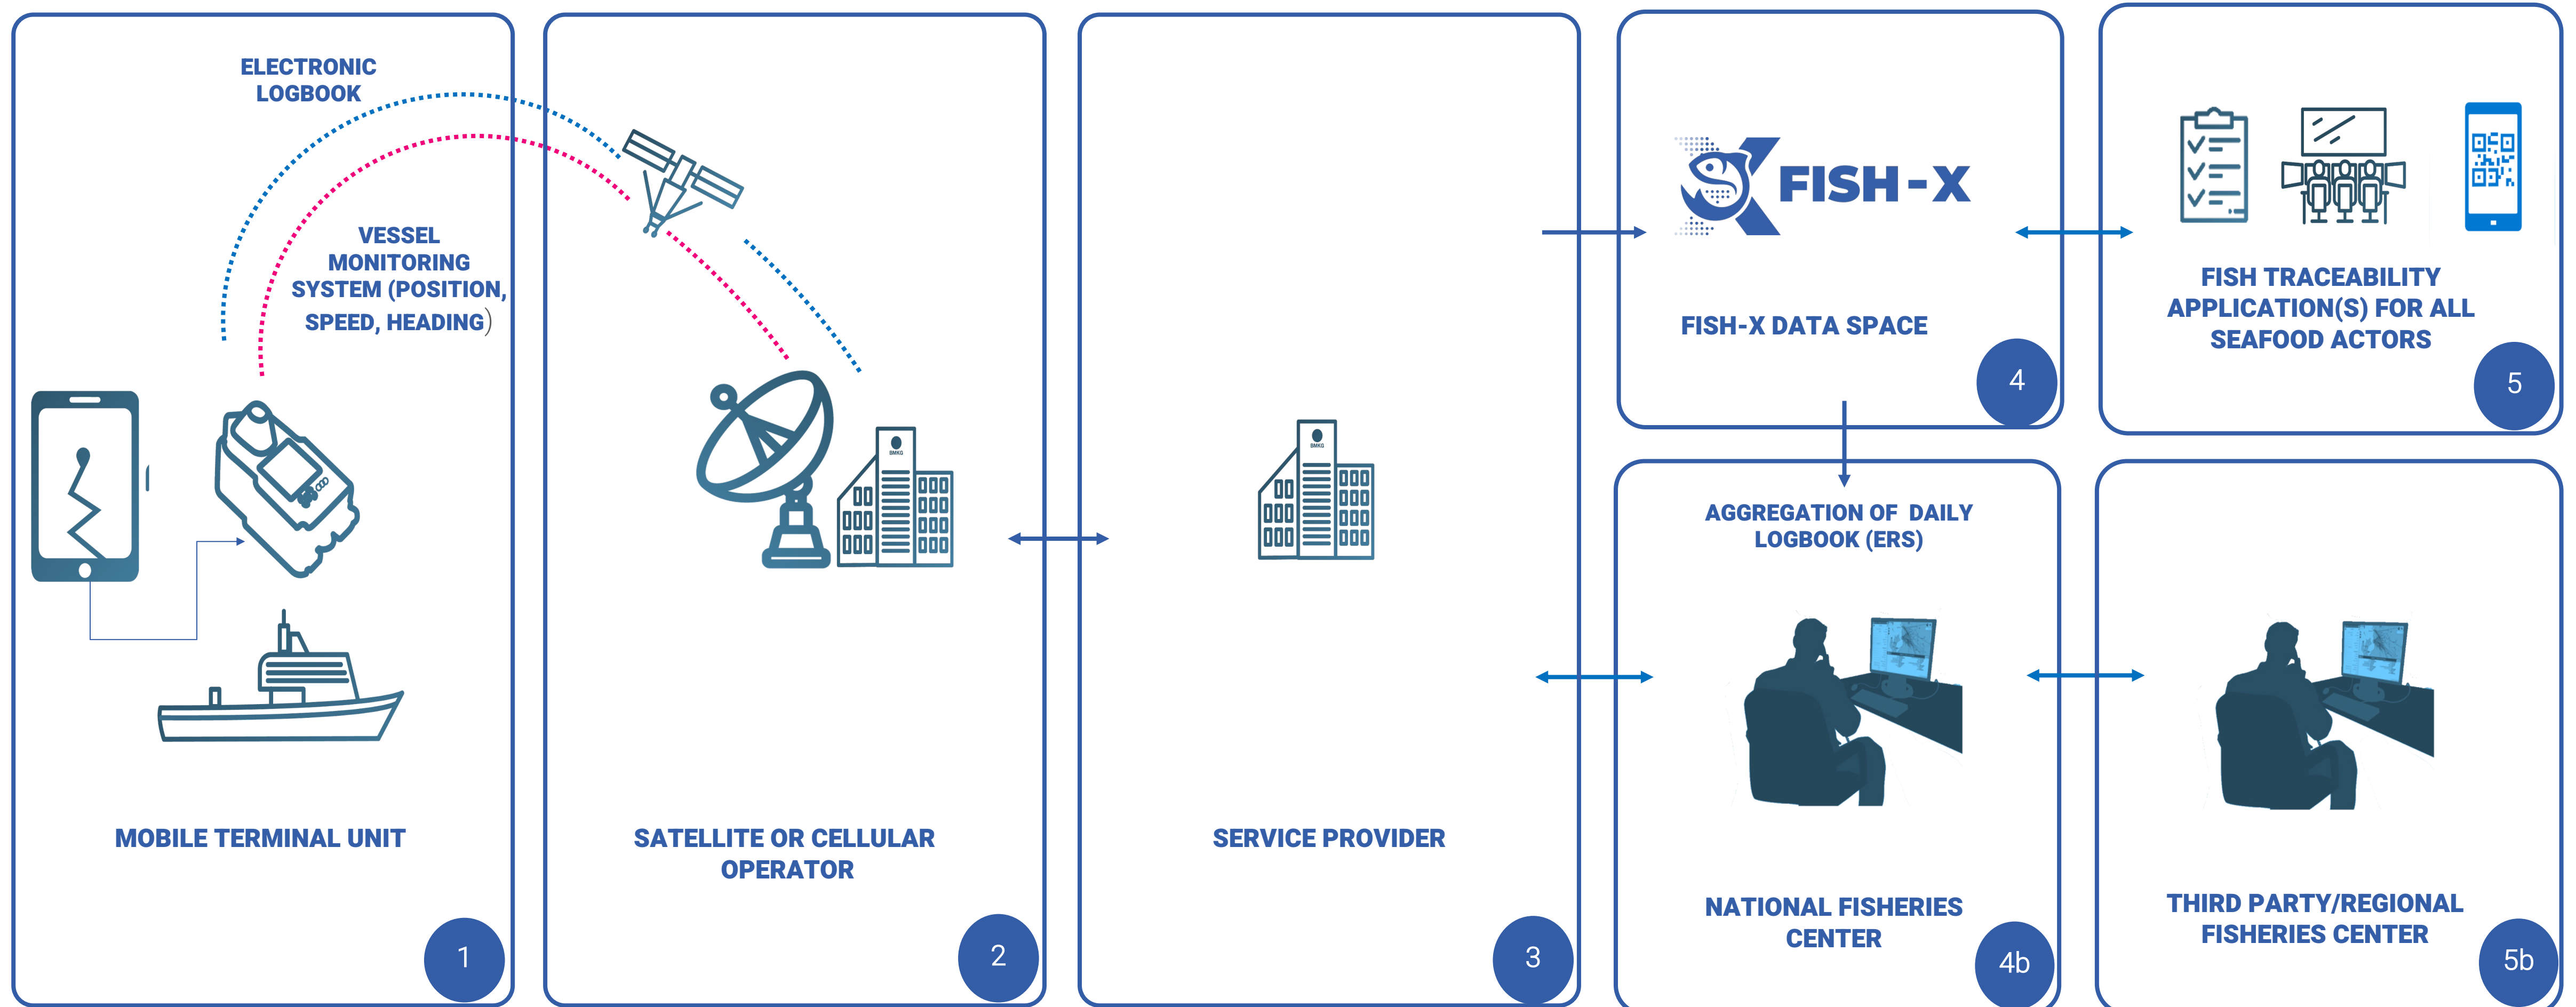 ELECTRONIC
LOGBOOK
VESSEL
MONITORING
SYSTEM (POSITION,
SPEED, HEADING)
MOBILE TERMINAL UNIT
1
BMKG
SATELLITE OR CELLULAR
OPERATOR
2
BMKG
SERVICE PROVIDER
3
FISH-X
FISH-X DATA SPACE
4
FISH TRACEABILITY
APPLICATION(S) FOR ALL
SEAFOOD ACTORS
5
AGGREGATION OF DAILY
LOGBOOK (ERS)
NATIONAL FISHERIES
CENTER
4b
THIRD PARTY/REGIONAL
FISHERIES CENTER
5b